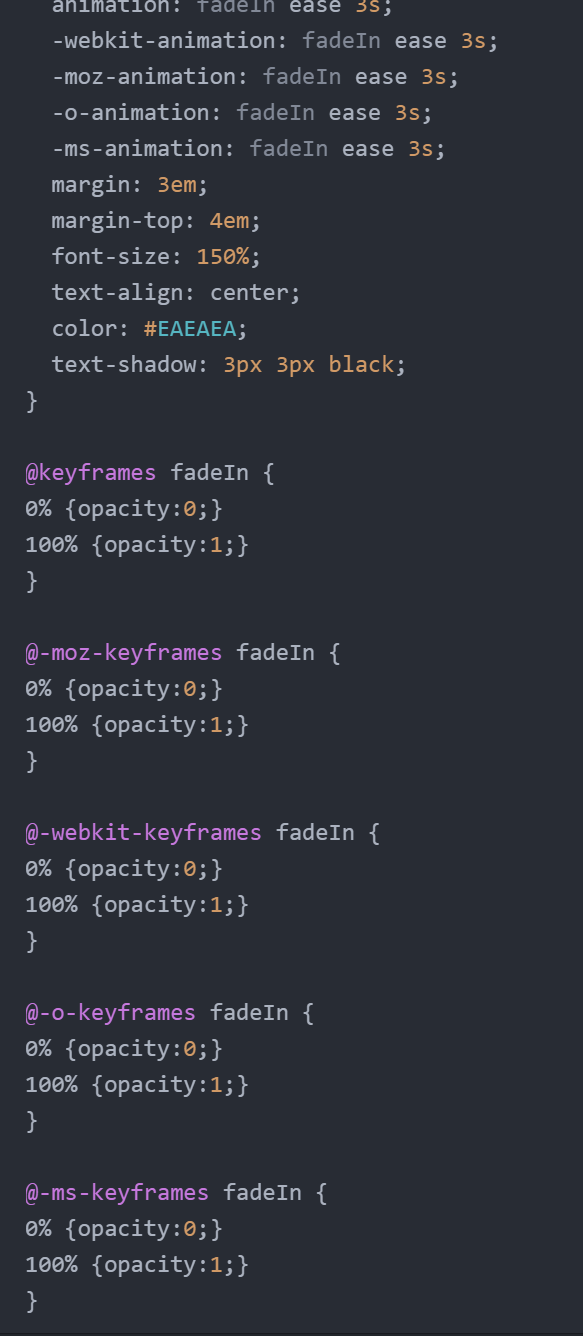 animation: fadeIn ease 3s;
-webkit-animation: fadeIn ease 3s;
-moz-animation: fadeIn ease 3s;
-o-animation: fadeIn ease 3s;
-ms-animation: fadeIn ease 3s;
margin: 3em;
margin-top: 4em;
font-size: 150%;
text-align: center;
color: #EAEAEA;
text-shadow: 3px 3px black;
}
@keyframes fadeIn {
0% {opacity:0;}
100% {opacity:1;}
}
@-moz-keyframes fadeIn {
0% {opacity:0;}
100% {opacity:1;}
}
@-webkit-keyframes fadeIn {
0% {opacity:0;}
100% {opacity:1;}
}
@-o-keyframes fadeIn {
0% {opacity:0;}
100% {opacity:1;}
}
@-ms-keyframes fadeIn {
0% {opacity:0;}
100% {opacity:1;}
}